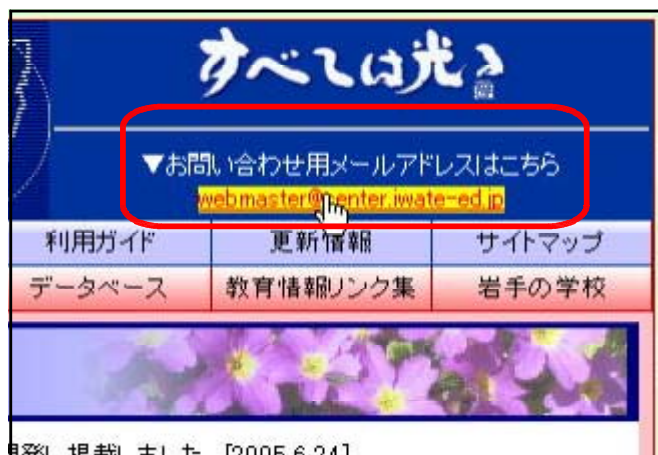 すべては光る
▼お問い合わせ用メールアドレスはこちら
webmaster@center.iwate-ed.jp
利用ガイド 更新情報 サイトマップ
データベース 教育情報リンク集 岩手の学校
開発し掲載しました [2005.6.24]